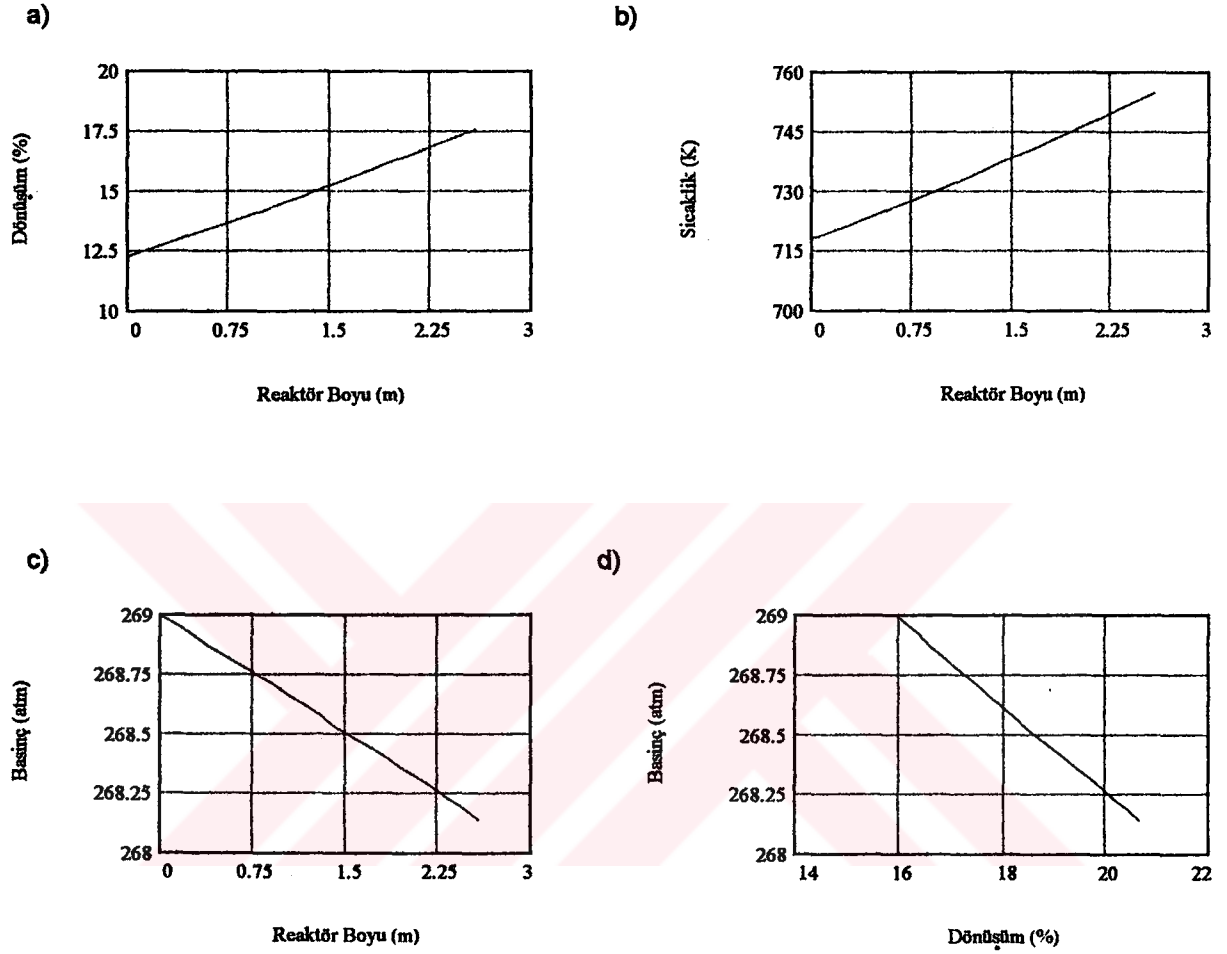 a)
20
17.5
15
12.5
10
Dönüşüm (%)
0 0.75 1.5 2.25 3
Reaktör Boyu (m)
b)
760
745
730
715
700
Sicaklik (K)
0 0.75 1.5 2.25 3
Reaktör Boyu (m)
c)
269
268.75
268.5
268.25
268
Basinç (atm)
0 0.75 1.5 2.25 3
Reaktör Boyu (m)
d)
269
268.75
268.5
268.25
268
Basinç (atm)
14 16 18 20 22
Dönüşüm (%)